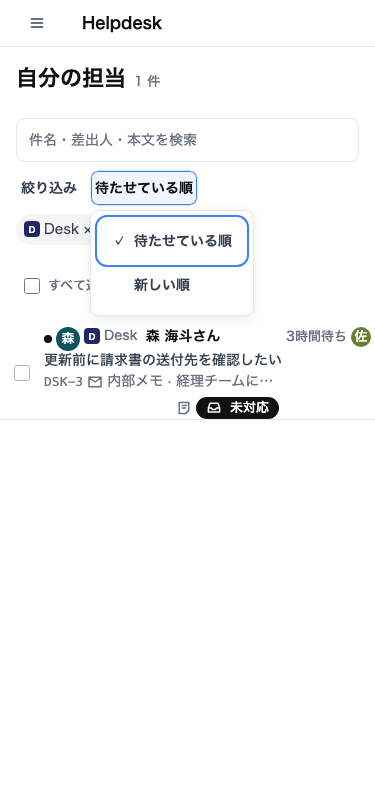 Helpdesk
自分の担当 1 件
件名・差出人・本文を検索
絞り込み 待たせている順
D Desk ×
✓ 待たせている順
新しい順
すべて
森 D Desk 森 海斗さん 3時間待ち 佐
更新前に請求書の送付先を確認したい
DSK-3 内部メモ · 経理チームに…
未対応